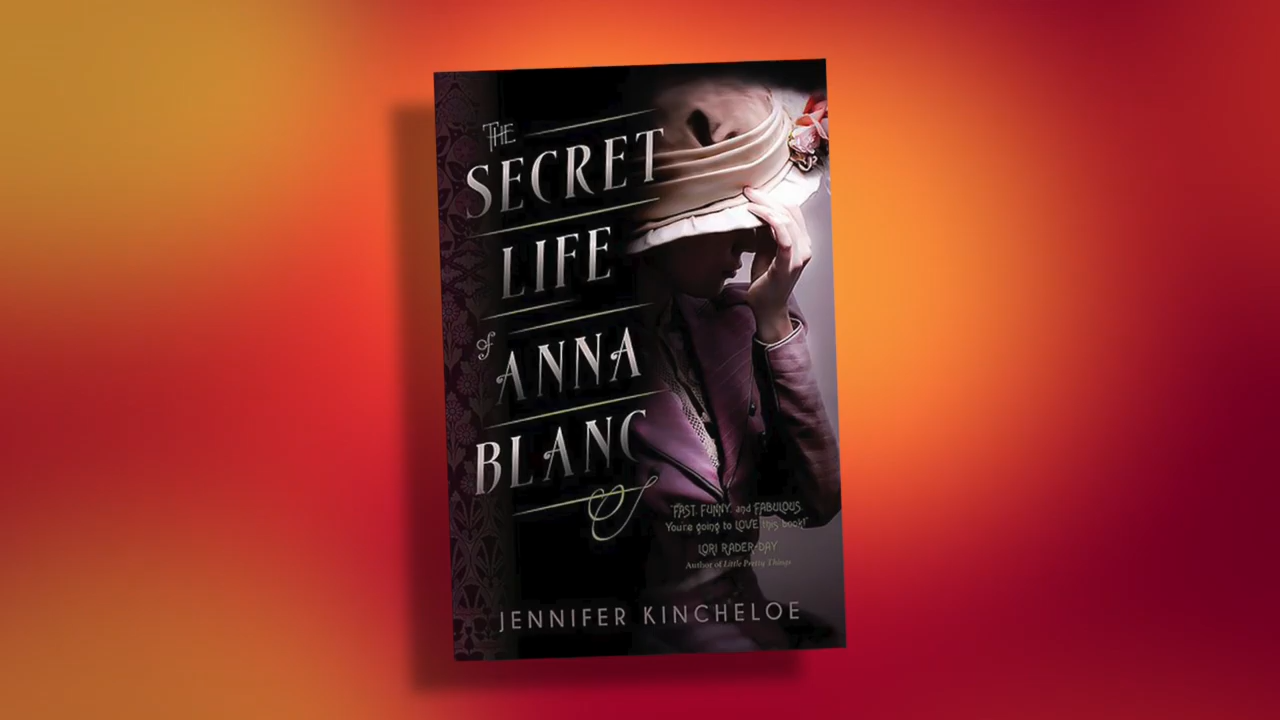 THE
SECRET
LIFE
of ANNA
BLANC
"FAST, FUNNY, and FABULOUS.
You're going to LOVE this book!"
LORI RADER-DAY
Author of Little Pretty Things
JENNIFER KINCHELOE